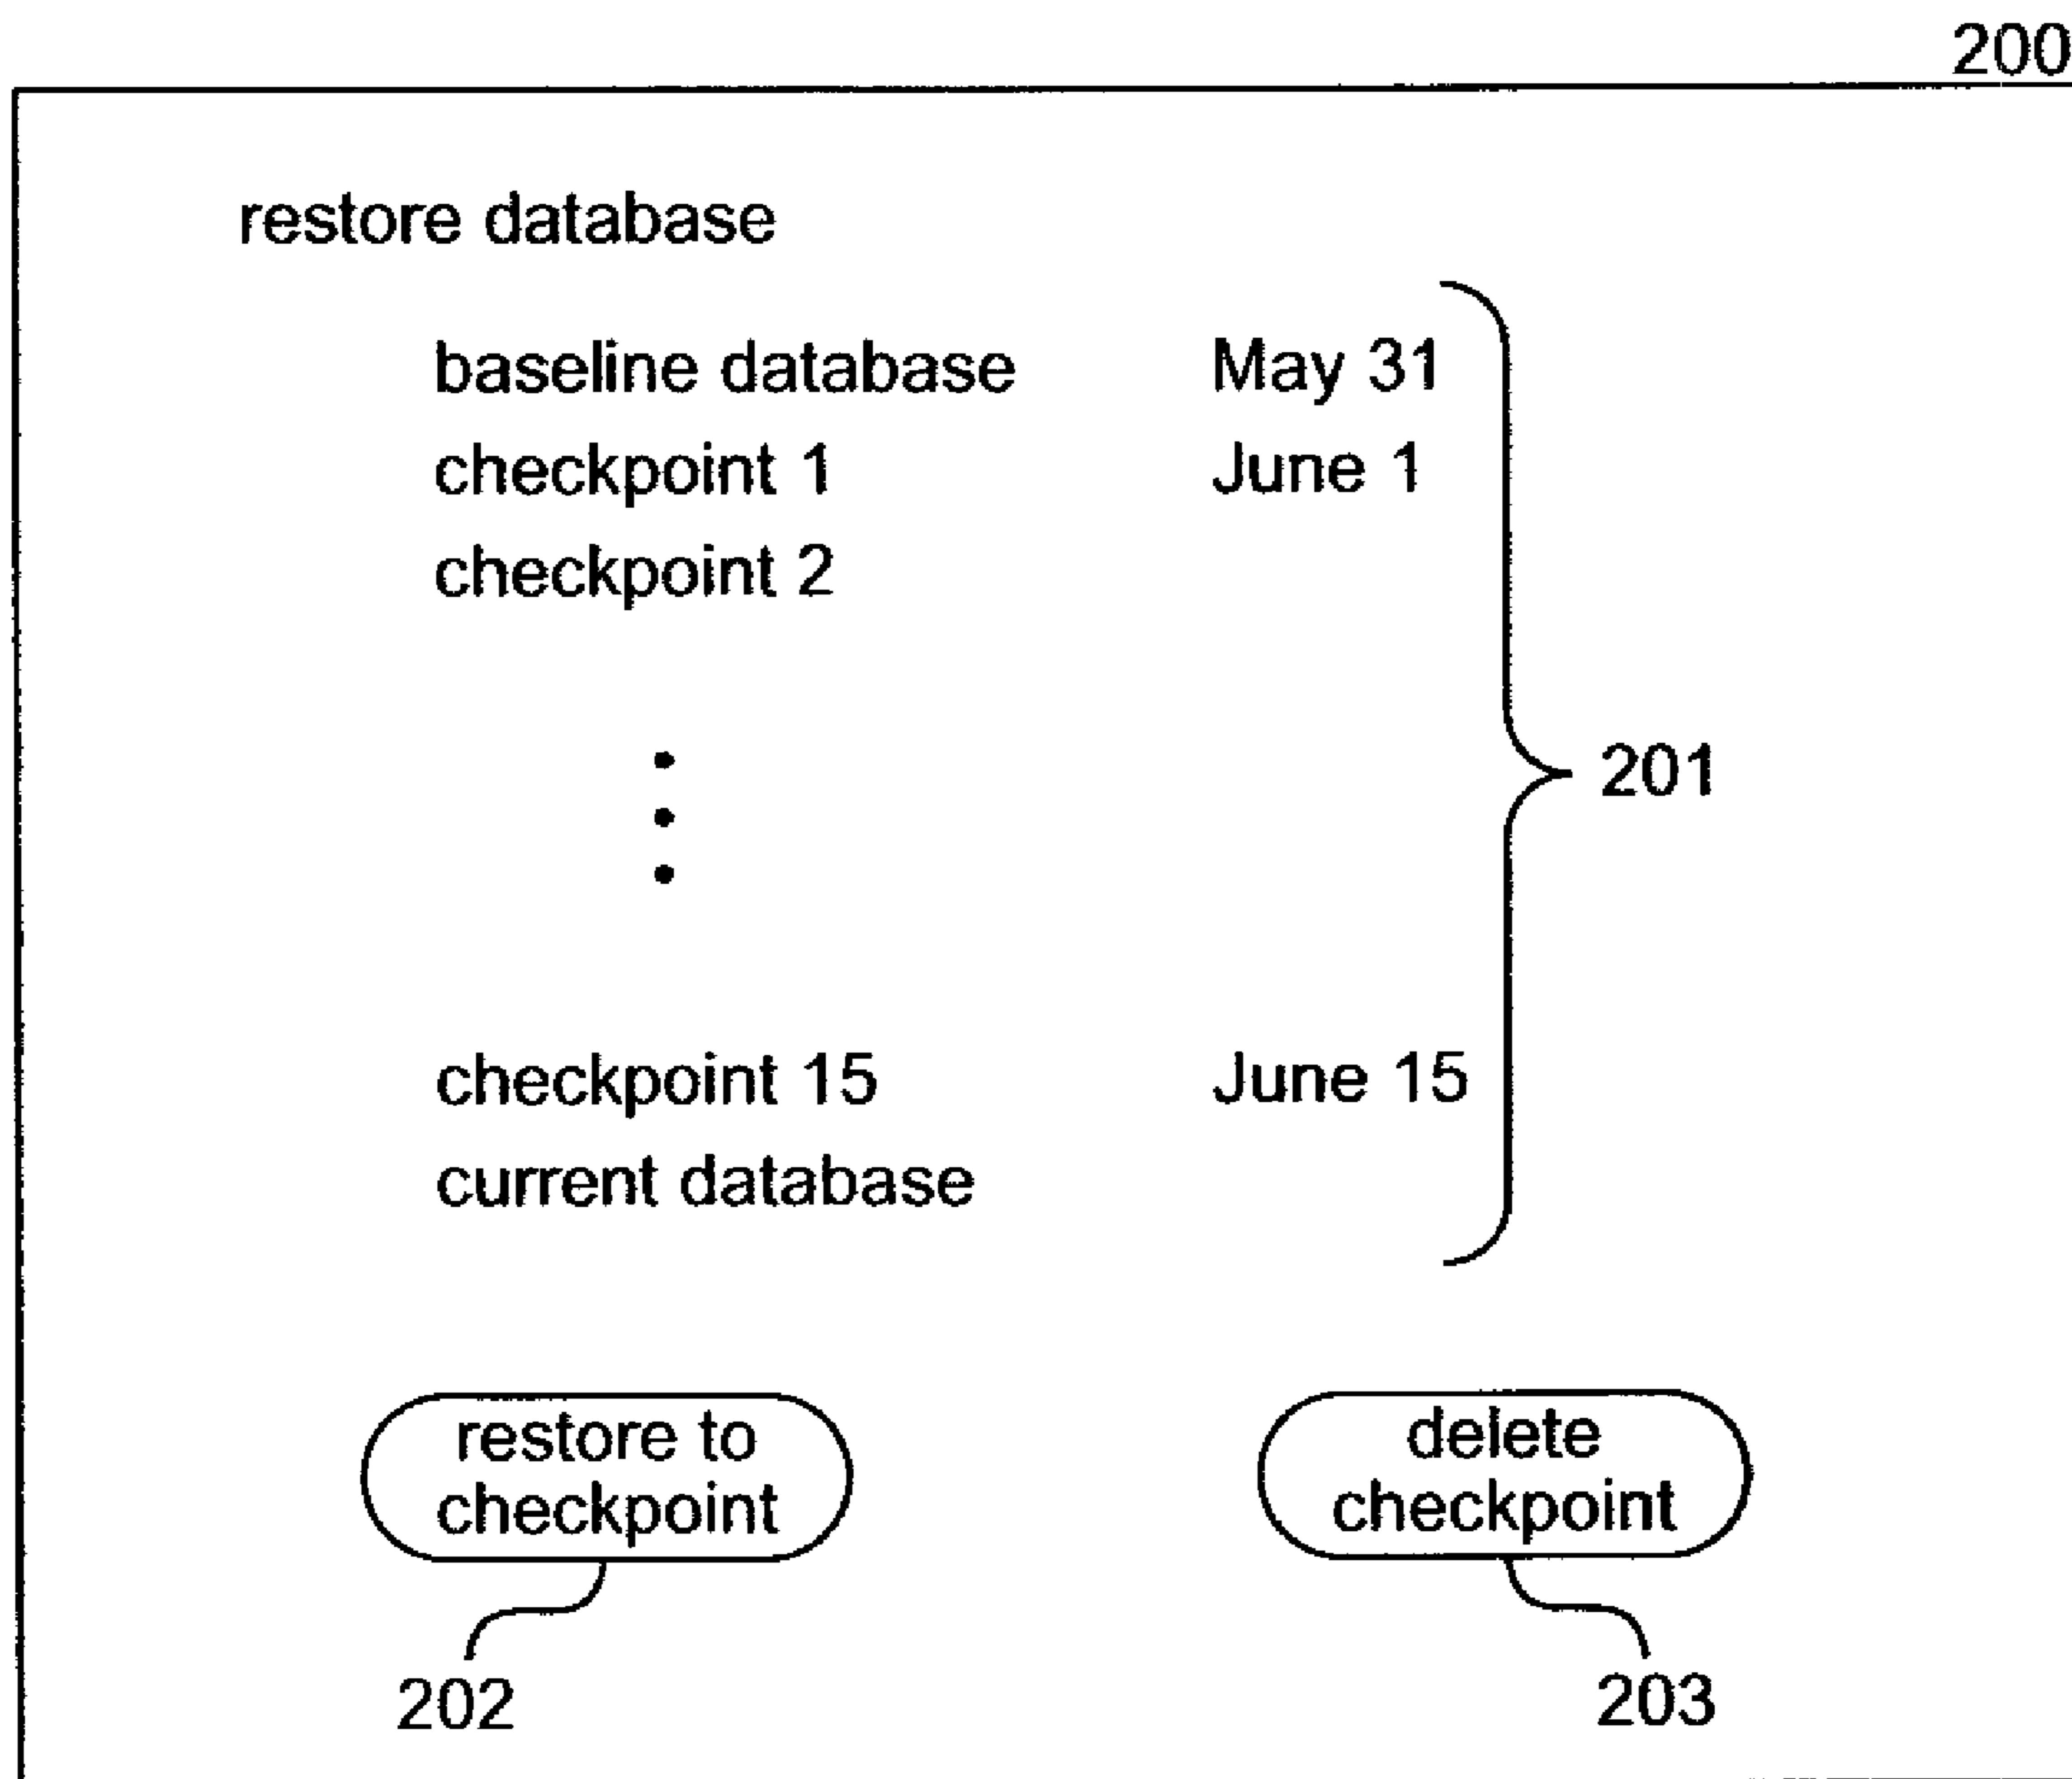 200
restore database
baseline database May 31
checkpoint 1 June 1
checkpoint 2
201
checkpoint 15 June 15
current database
restore to
checkpoint
delete
checkpoint
202
203